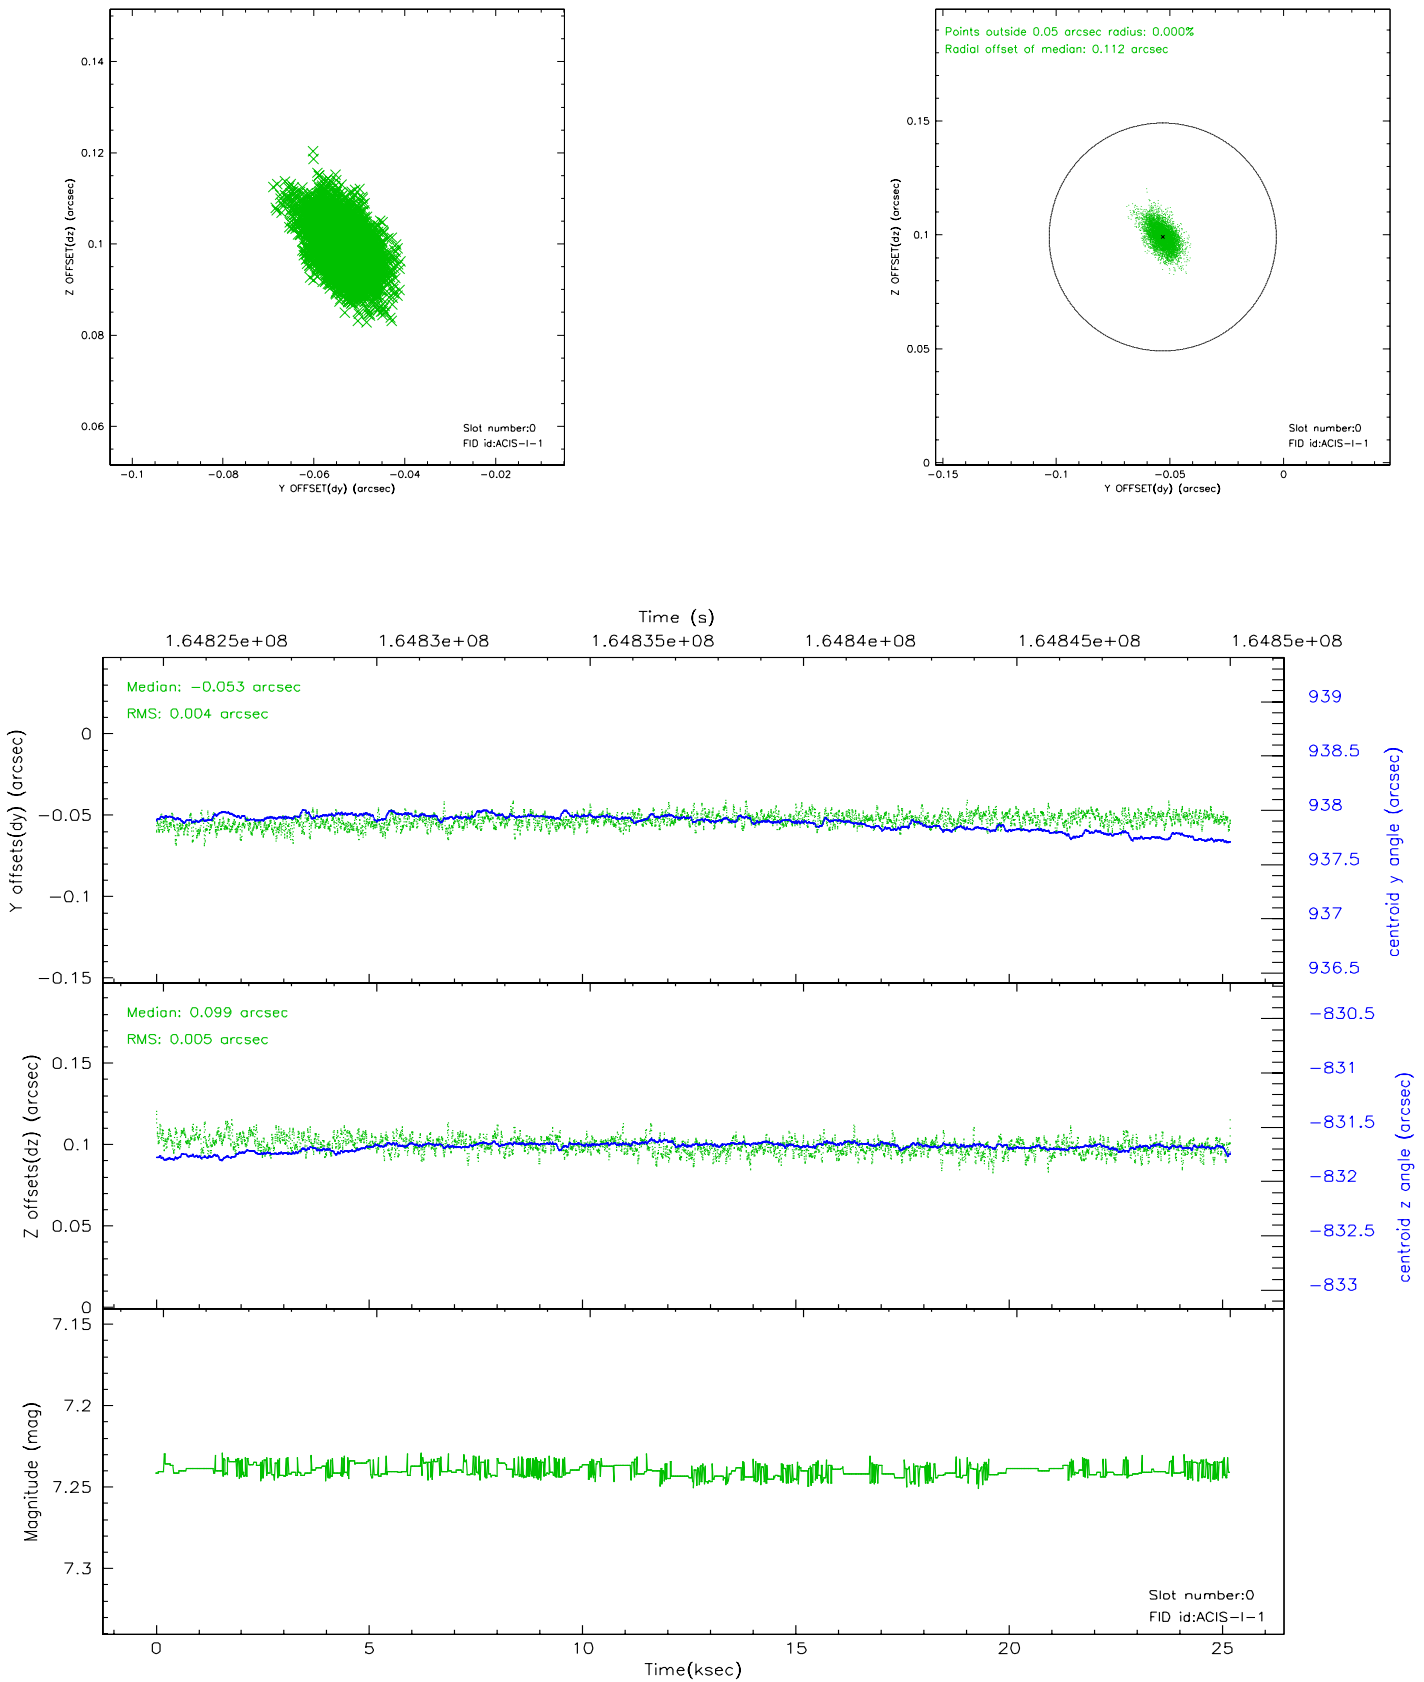 0.14
0.12
0.1
0.08
0.06
Z OFFSET(dz) (arcsec)
Slot number:0
FID id:ACIS-I-1
-0.1
-0.08
-0.06
-0.04
-0.02
Y OFFSET(dy) (arcsec)
Points outside 0.05 arcsec radius: 0.000%
Radial offset of median: 0.112 arcsec
0.15
0.1
0.05
0
Z OFFSET(dz) (arcsec)
Slot number:0
FID id:ACIS-I-1
-0.15
-0.1
-0.05
0
Y OFFSET(dy) (arcsec)
Time (s)
1.64825e+08
1.6483e+08
1.64835e+08
1.6484e+08
1.64845e+08
1.6485e+08
Median: -0.053 arcsec
RMS: 0.004 arcsec
0
-0.05
-0.1
-0.15
Y offsets(dy) (arcsec)
939
938.5
938
937.5
937
936.5
centroid y angle (arcsec)
Median: 0.099 arcsec
RMS: 0.005 arcsec
0.15
0.1
0.05
0
Z offsets(dz) (arcsec)
-830.5
-831
-831.5
-832
-832.5
-833
centroid z angle (arcsec)
7.15
7.2
7.25
7.3
Magnitude (mag)
Slot number:0
FID id:ACIS-I-1
0
5
10
15
20
25
Time(ksec)